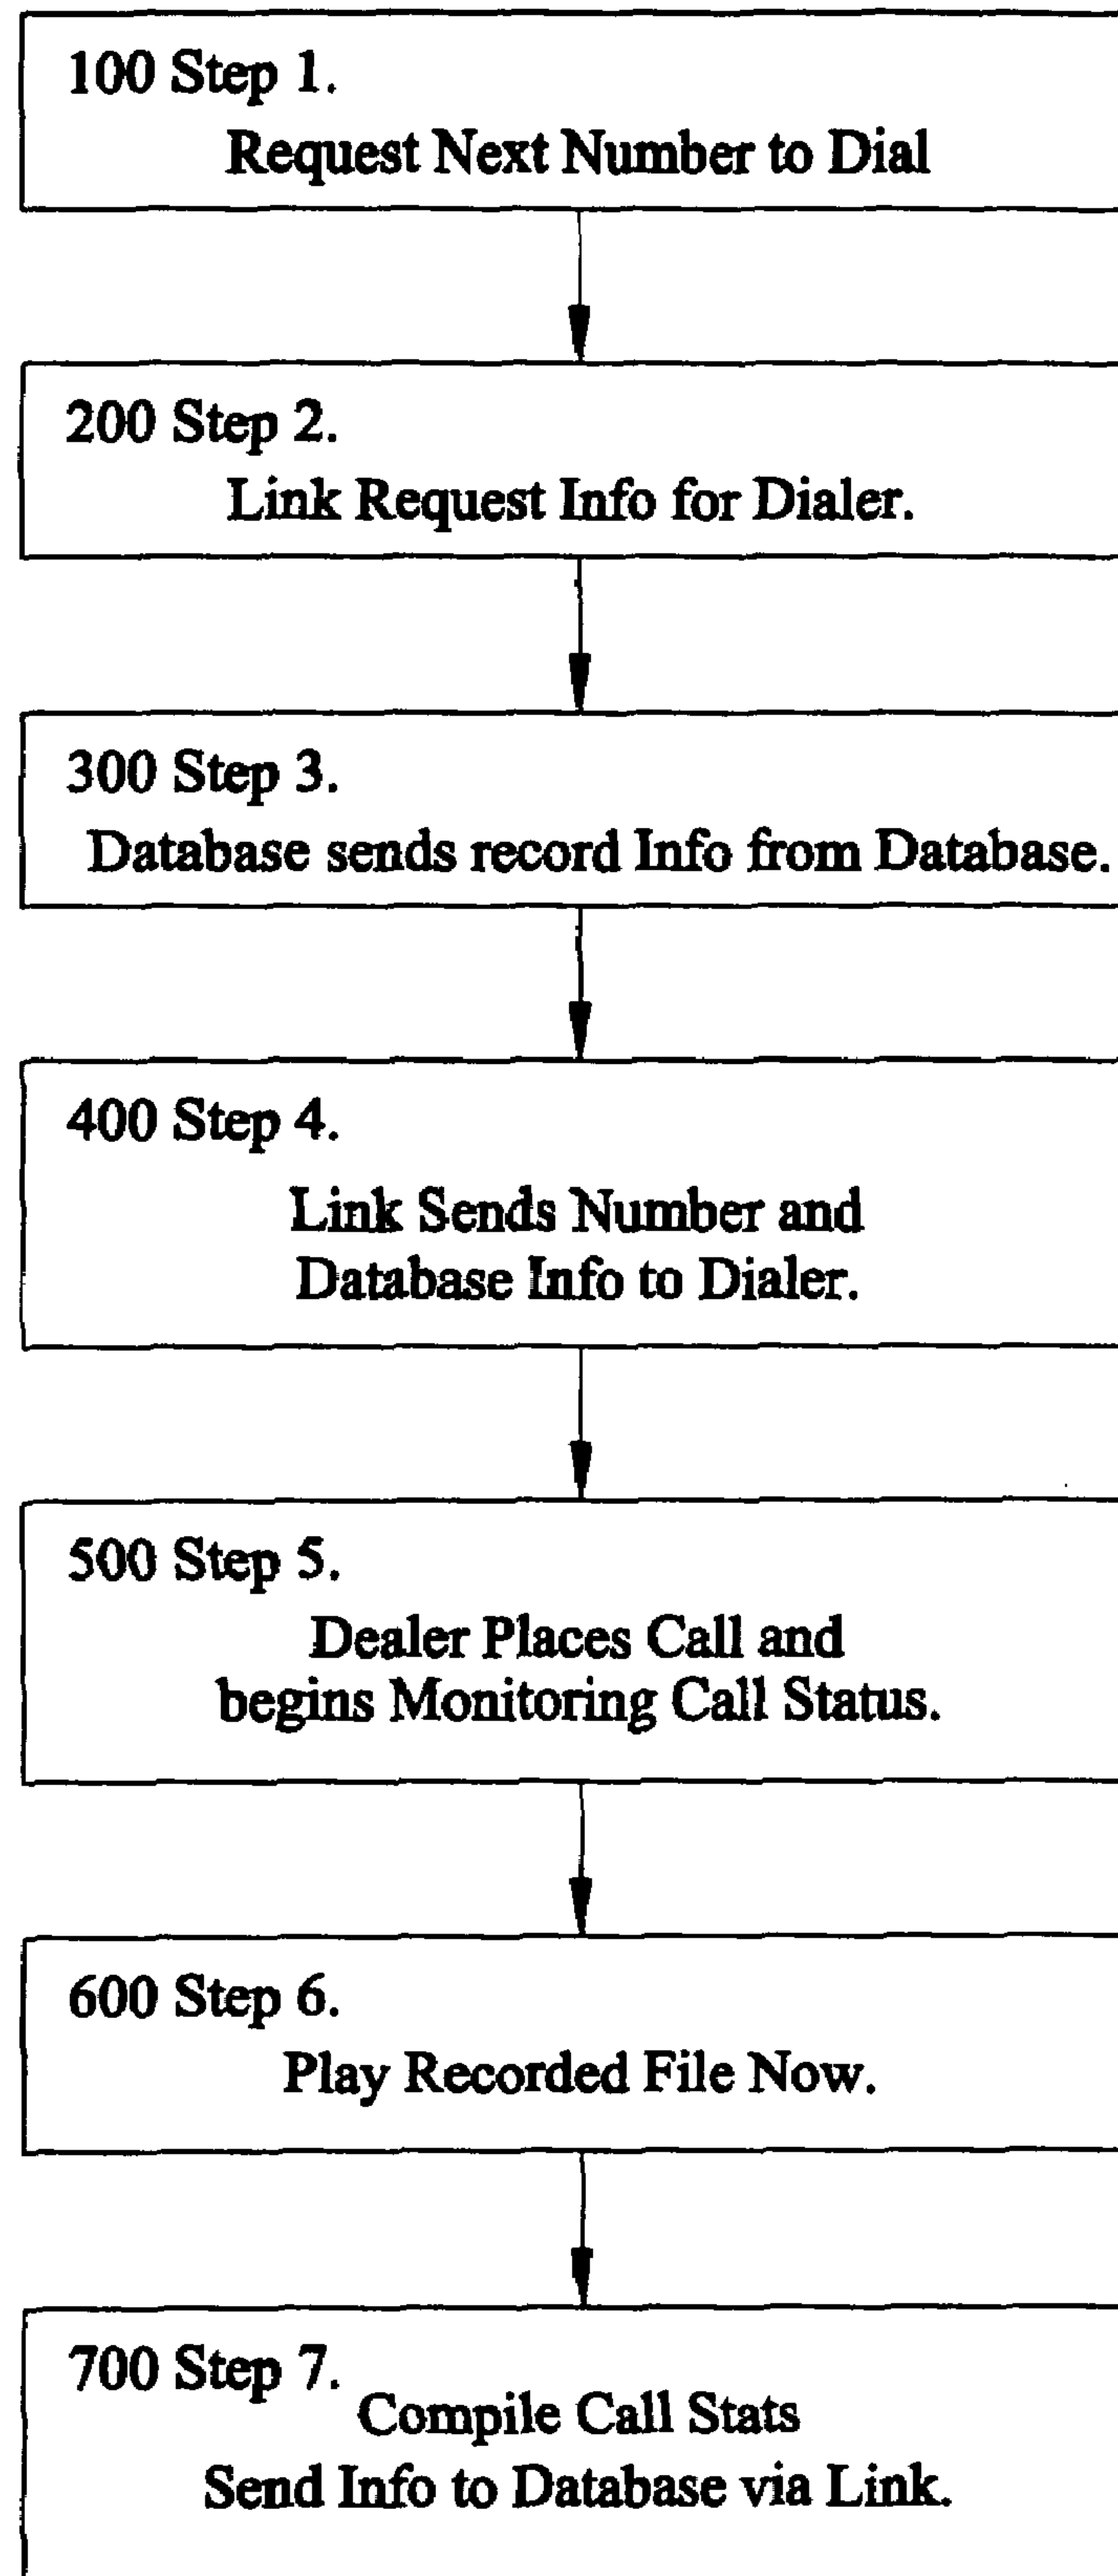 100 Step 1.
Request Next Number to Dial
200 Step 2.
Link Request Info for Dialer.
300 Step 3.
Database sends record Info from Database.
400 Step 4.
Link Sends Number and
Database Info to Dialer.
500 Step 5.
Dealer Places Call and
begins Monitoring Call Status.
600 Step 6.
Play Recorded File Now.
700 Step 7.
Compile Call Stats
Send Info to Database via Link.